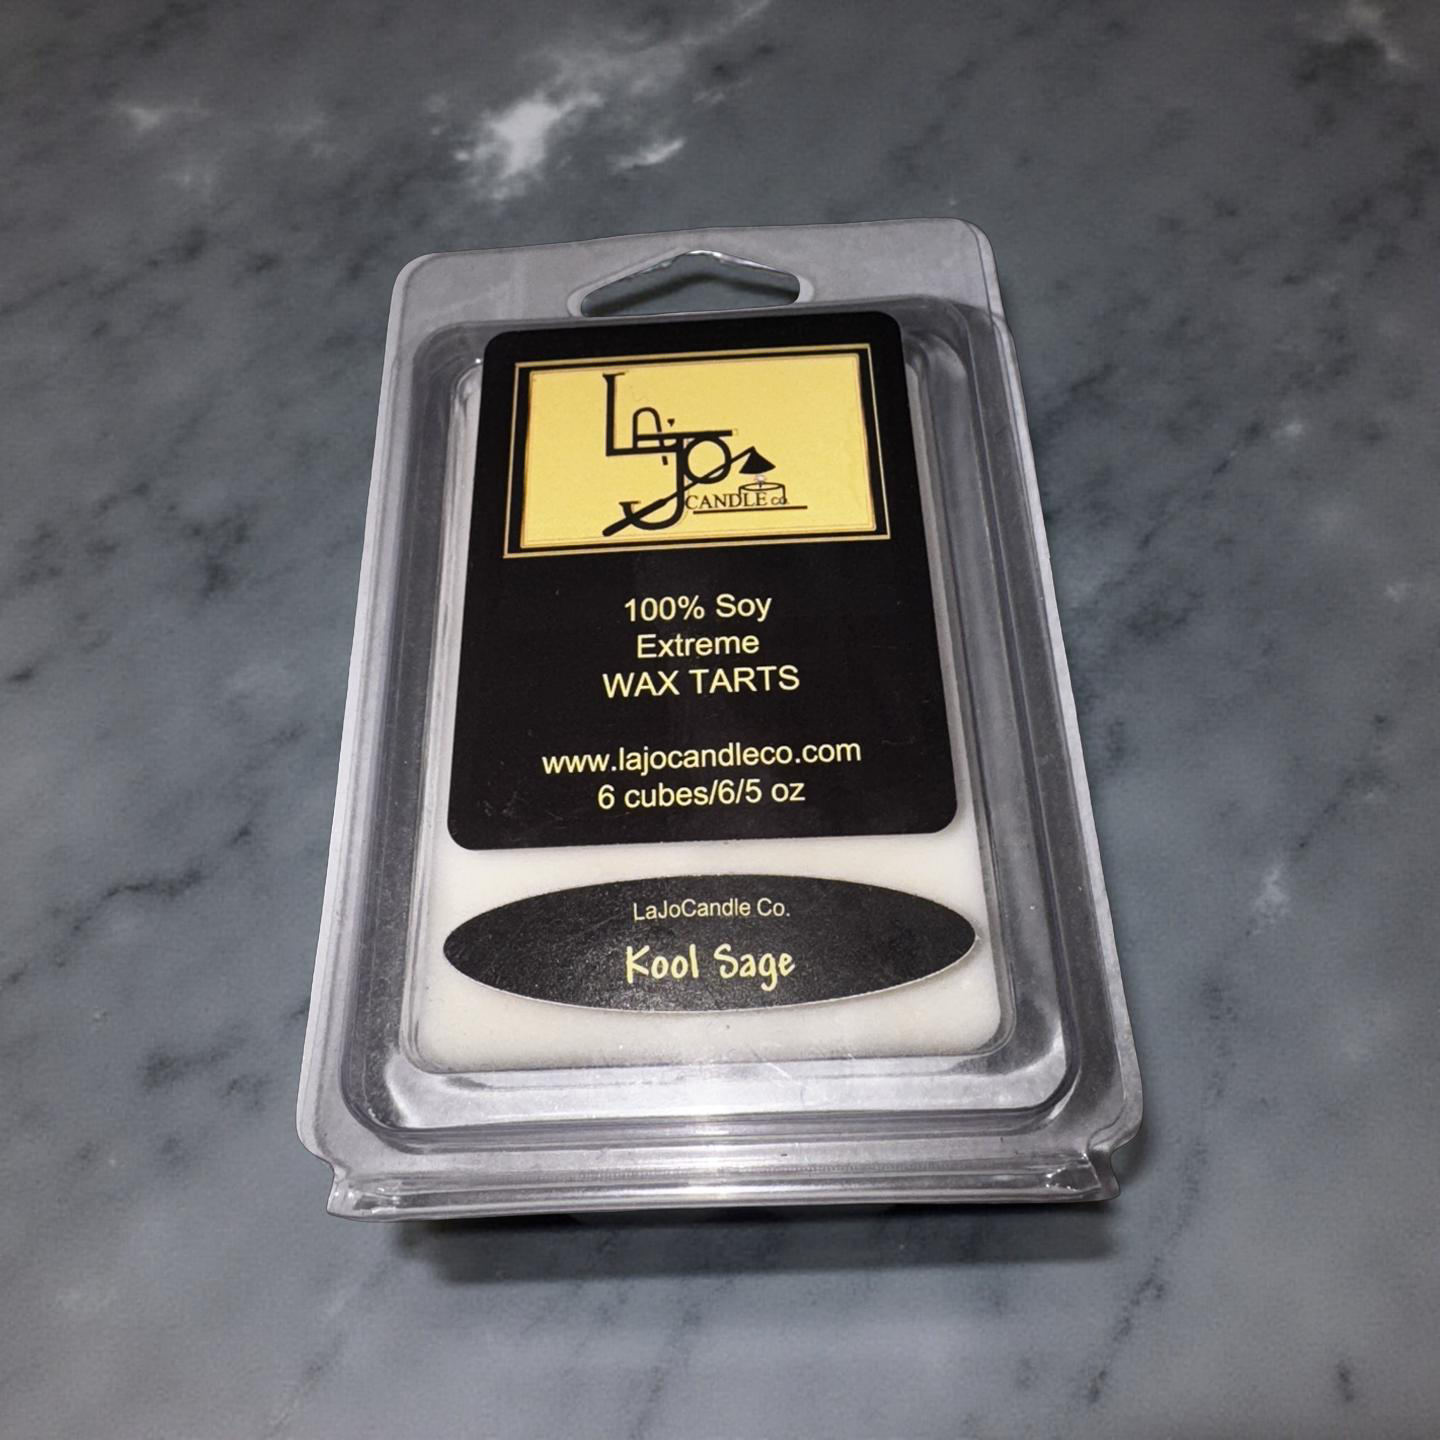 LaJo
CANDLE CO.
100% Soy
Extreme
WAX TARTS
www.lajocandleco.com
6 cubes/6/5 oz
LaJoCandle Co.
Kool Sage